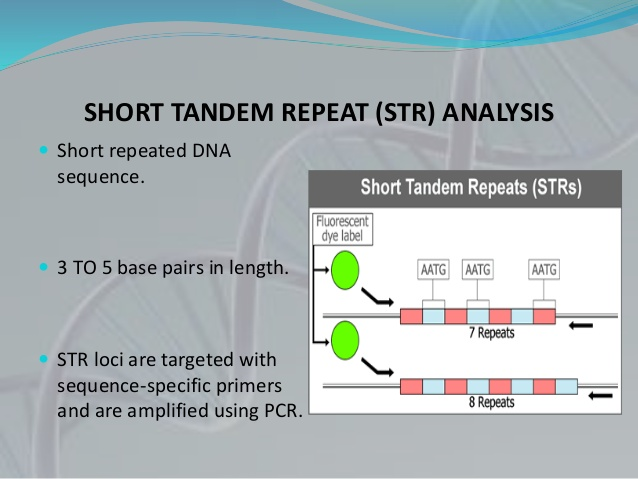 SHORT TANDEM REPEAT (STR) ANALYSIS
Short repeated DNA
sequence.
3 TO 5 base pairs in length.
STR loci are targeted with
sequence-specific primers
and are amplified using PCR.
Short Tandem Repeats (STRs)
Fluorescent
dye label
AATG AATG AATG
7 Repeats
8 Repeats